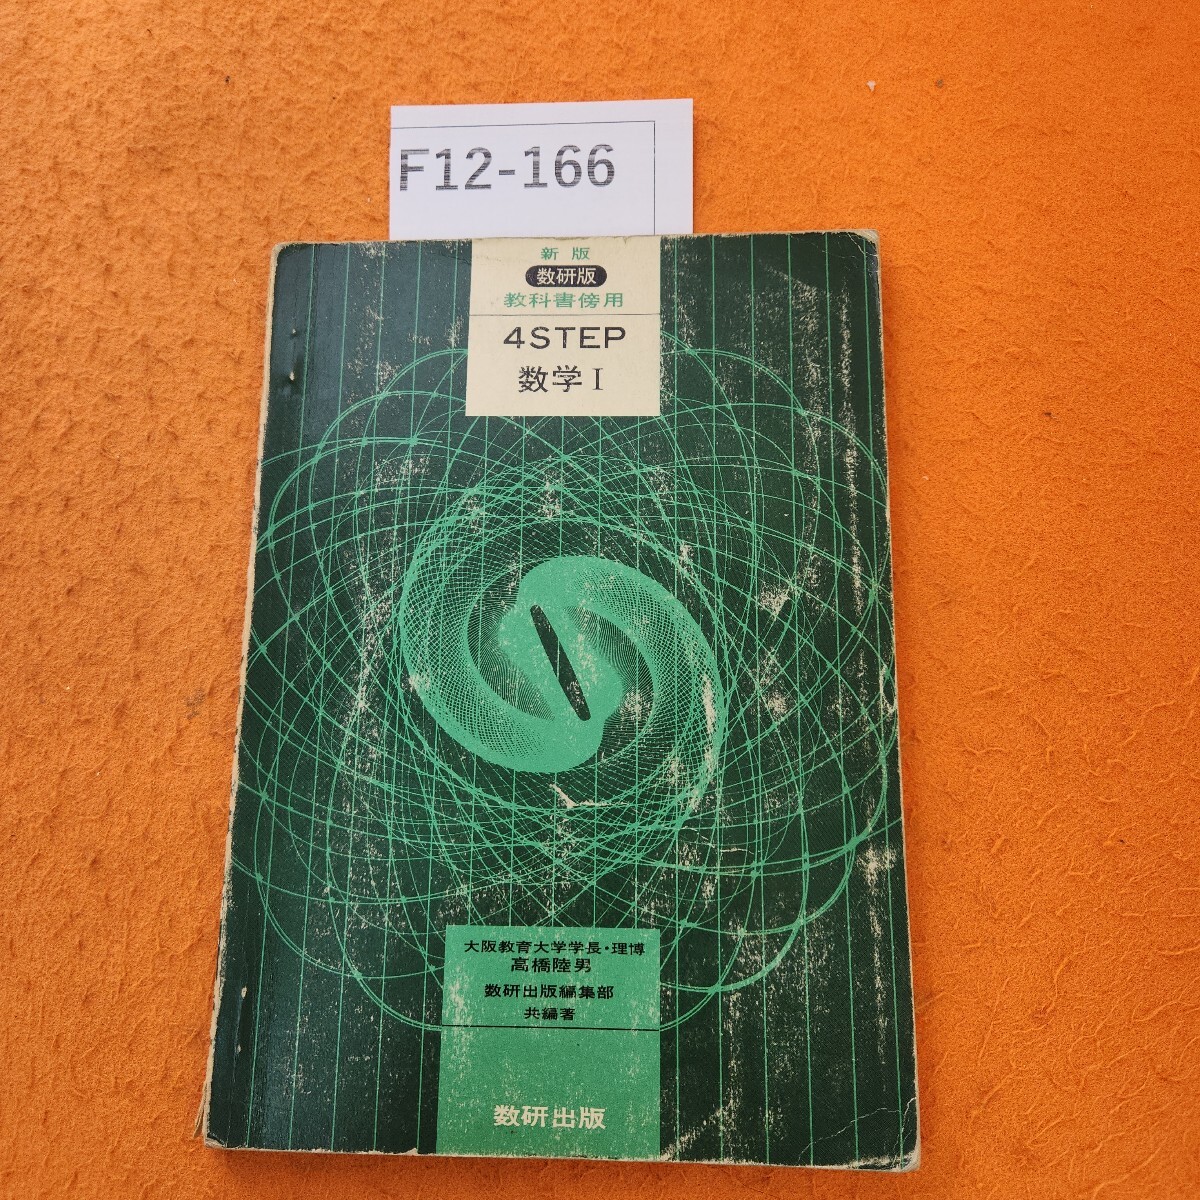 F12-166
新版
数研版
教科書傍用
4STEP
数学I
大阪教育大学学長・理博
高橋陸男
数研出版編集部
共編著
数研出版